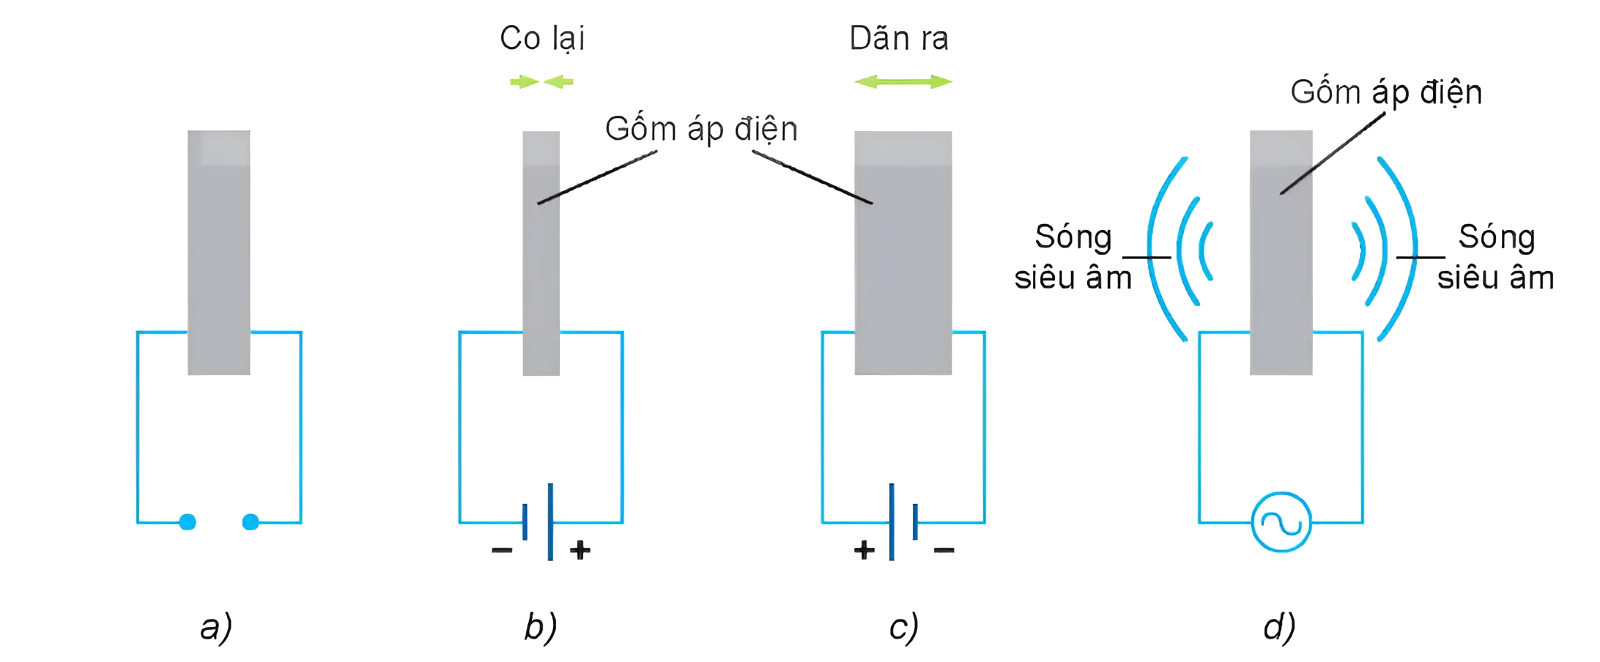 Co lại
Dãn ra
Gốm áp điện
Gốm áp điện
Sóng
siêu âm
Sóng
siêu âm
− +
+ −
a)
b)
c)
d)